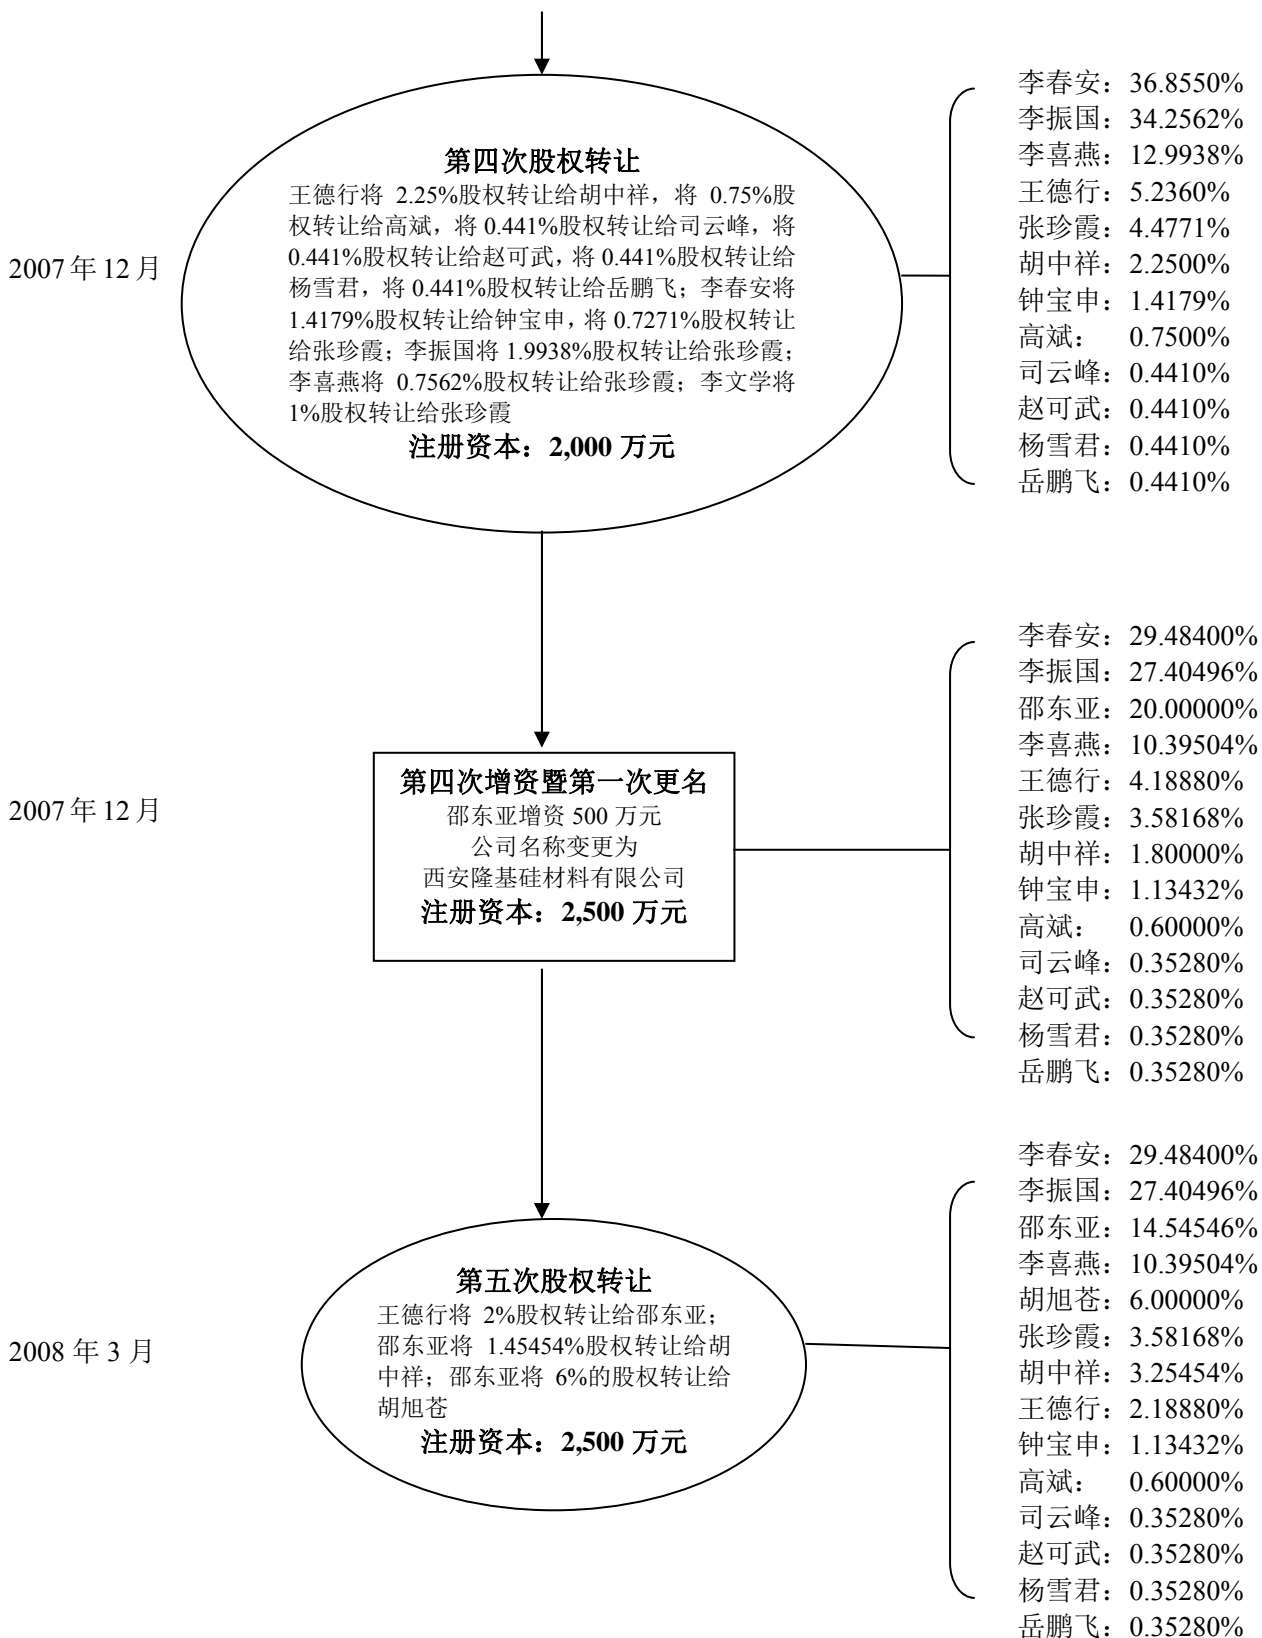 2007年12月
第四次股权转让
王德行将 2.25%股权转让给胡中祥，将 0.75%股
权转让给高斌，将 0.441%股权转让给司云峰，将
0.441%股权转让给赵可武，将 0.441%股权转让给
杨雪君，将 0.441%股权转让给岳鹏飞；李春安将
1.4179%股权转让给钟宝申，将 0.7271%股权转让
给张珍霞；李振国将 1.9938%股权转让给张珍霞；
李喜燕将 0.7562%股权转让给张珍霞；李文学将
1%股权转让给张珍霞
注册资本：2,000 万元
李春安：36.8550%
李振国：34.2562%
李喜燕：12.9938%
王德行：5.2360%
张珍霞：4.4771%
胡中祥：2.2500%
钟宝申：1.4179%
高斌： 0.7500%
司云峰：0.4410%
赵可武：0.4410%
杨雪君：0.4410%
岳鹏飞：0.4410%
2007年12月
第四次增资暨第一次更名
邵东亚增资 500 万元
公司名称变更为
西安隆基硅材料有限公司
注册资本：2,500 万元
李春安：29.48400%
李振国：27.40496%
邵东亚：20.00000%
李喜燕：10.39504%
王德行：4.18880%
张珍霞：3.58168%
胡中祥：1.80000%
钟宝申：1.13432%
高斌： 0.60000%
司云峰：0.35280%
赵可武：0.35280%
杨雪君：0.35280%
岳鹏飞：0.35280%
2008 年 3 月
第五次股权转让
王德行将 2%股权转让给邵东亚；
邵东亚将 1.45454%股权转让给胡
中祥；邵东亚将 6%的股权转让给
胡旭苍
注册资本：2,500 万元
李春安：29.48400%
李振国：27.40496%
邵东亚：14.54546%
李喜燕：10.39504%
胡旭苍：6.00000%
张珍霞：3.58168%
胡中祥：3.25454%
王德行：2.18880%
钟宝申：1.13432%
高斌： 0.60000%
司云峰：0.35280%
赵可武：0.35280%
杨雪君：0.35280%
岳鹏飞：0.35280%